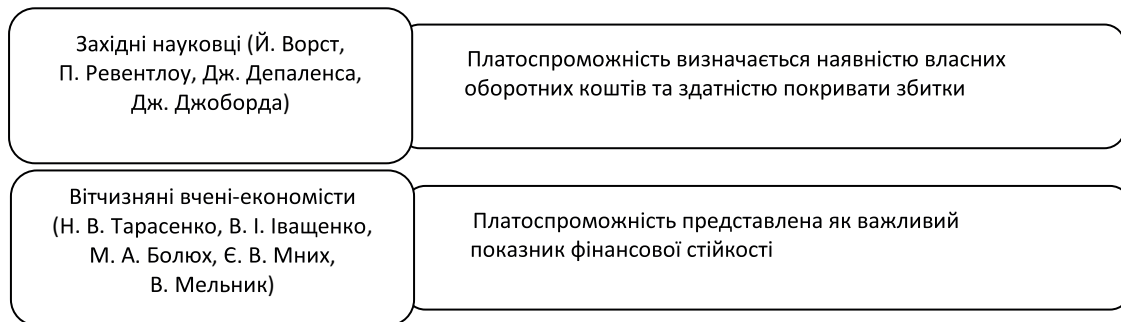 Західні науковці (Й. Ворст,
П. Ревентлоу, Дж. Депаленса,
Дж. Джоборда)
Платоспроможність визначається наявністю власних
оборотних коштів та здатністю покривати збитки
Вітчизняні вчені-економісти
(Н. В. Тарасенко, В. І. Іващенко,
М. А. Болюх, Є. В. Мних,
В. Мельник)
Платоспроможність представлена як важливий
показник фінансової стійкості